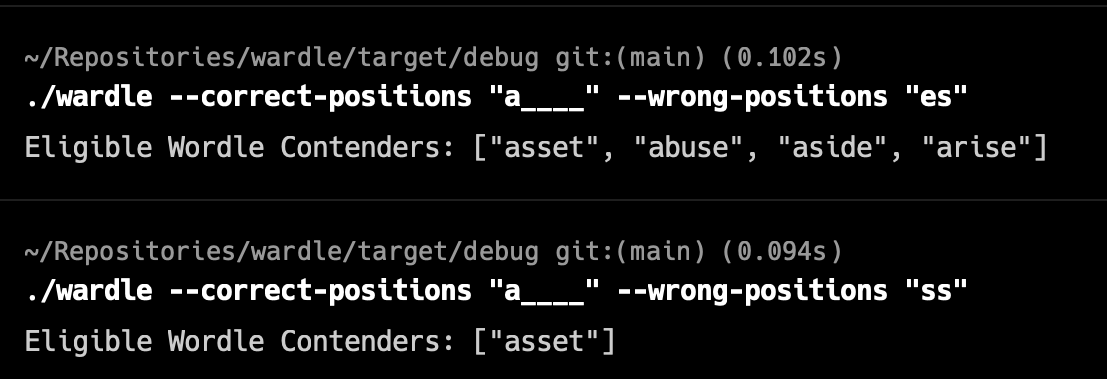 ~/Repositories/wardle/target/debug git:(main) (0.102s)
./wardle --correct-positions "a____" --wrong-positions "es"
Eligible Wordle Contenders: ["asset", "abuse", "aside", "arise"]
~/Repositories/wardle/target/debug git:(main) (0.094s)
./wardle --correct-positions "a____" --wrong-positions "ss"
Eligible Wordle Contenders: ["asset"]